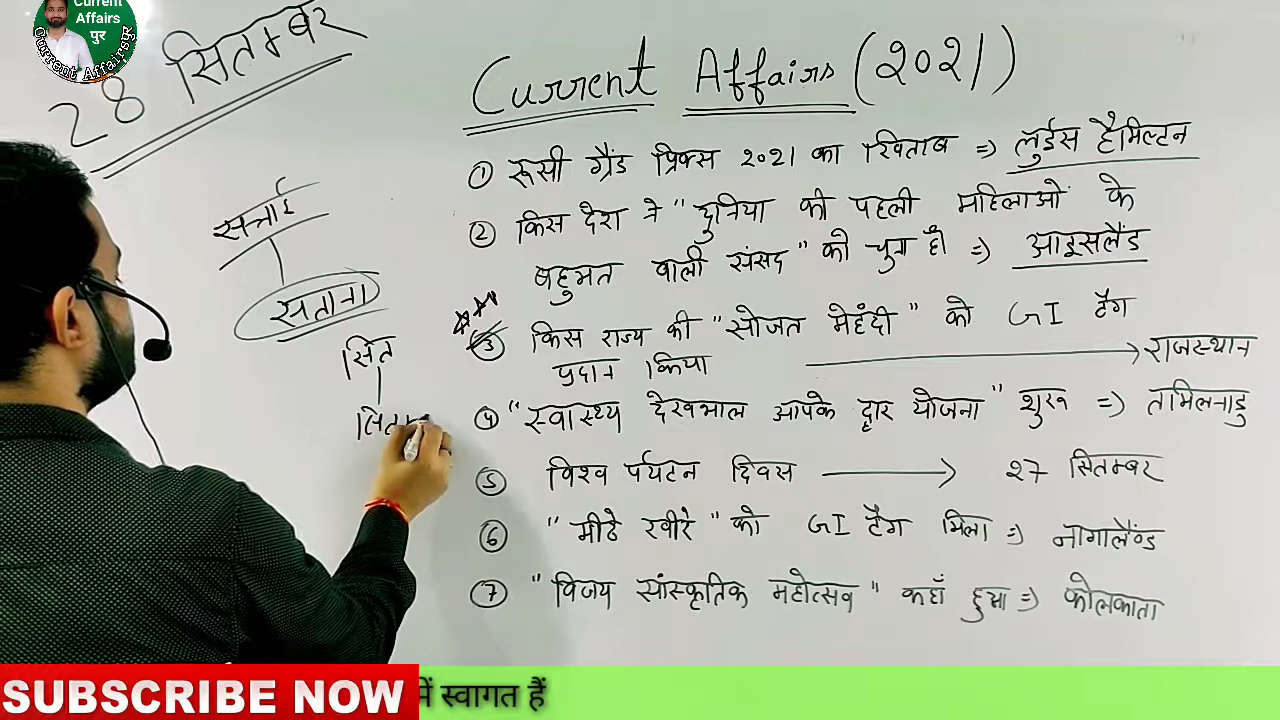 Current
Affairs
पुर
Current Affairspur
28 सितम्बर
Current Affairs (2021)
① रूसी ग्रैंड प्रिक्स 2021 का खिताब ⇒ लुईस हैमिल्टन
② किस देश ने "दुनिया की पहली महिलाओं के
बहुमत वाली संसद" को चुना है ⇒ आइसलैंड
③ किस राज्य की "सोजत मेहंदी" को GI टैग
प्रदान किया → राजस्थान
④ "स्वास्थ्य देखभाल आपके द्वार योजना" शुरू ⇒ तामिलनाडु
⑤ विश्व पर्यटन दिवस → 27 सितम्बर
⑥ "मीठे खीरे" को GI टैग मिला ⇒ नागालैण्ड
⑦ "विजय सांस्कृतिक महोत्सव" कहाँ हुआ ⇒ कोलकाता
सताना
सित
SUBSCRIBE NOW
में स्वागत हैं